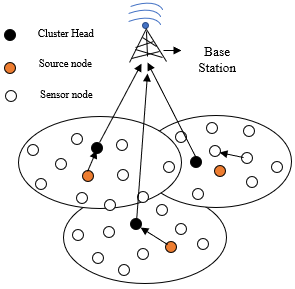 Cluster Head
Source node
Sensor node
Base
Station